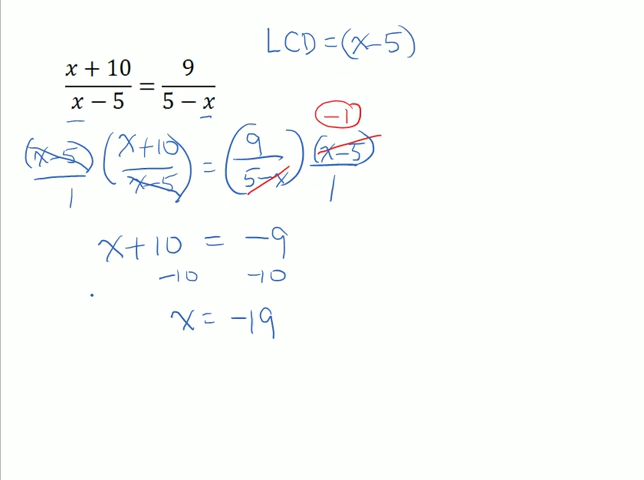 LCD = (x-5)
x + 10 / x − 5 = 9 / 5 − x
-1
(x-5)/1 (x+10 / x-5) = (9 / 5-x) (x-5)/1
x+10 = -9
-10 -10
x = -19